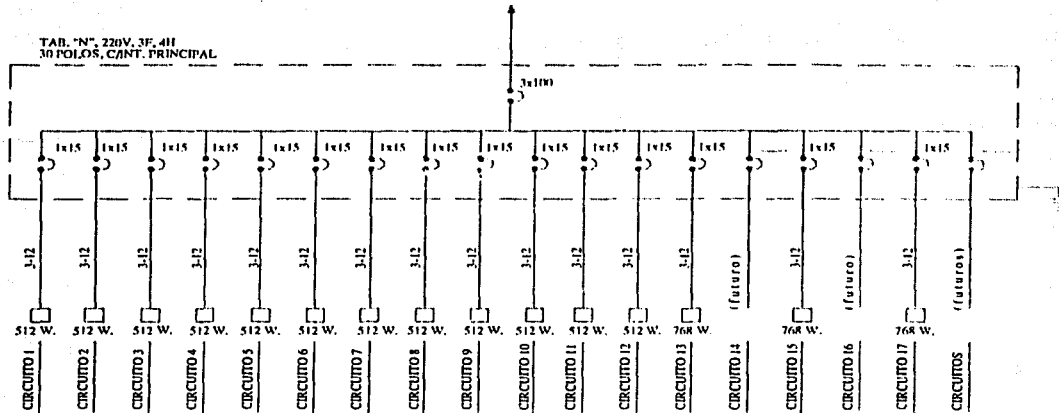 TAB. "N", 220V, 3F, 4H
30 POLOS, C/INT. PRINCIPAL
3x100
1x15 1x15 1x15 1x15 1x15 1x15 1x15 1x15 1x15 1x15 1x15 1x15 1x15 1x15 1x15
3-12 3-12 3-12 3-12 3-12 3-12 3-12 3-12 3-12 3-12 3-12 3-12 3-12 (futuro) 3-12 (futuro) 3-12 (futuros)
512 W. 512 W. 512 W. 512 W. 512 W. 512 W. 512 W. 512 W. 512 W. 512 W. 512 W. 512 W. 768 W. 768 W. 768 W.
CIRCUITO 1 CIRCUITO 2 CIRCUITO 3 CIRCUITO 4 CIRCUITO 5 CIRCUITO 6 CIRCUITO 7 CIRCUITO 8 CIRCUITO 9 CIRCUITO 10 CIRCUITO 11 CIRCUITO 12 CIRCUITO 13 CIRCUITO 14 CIRCUITO 15 CIRCUITO 16 CIRCUITO 17 CIRCUITOS